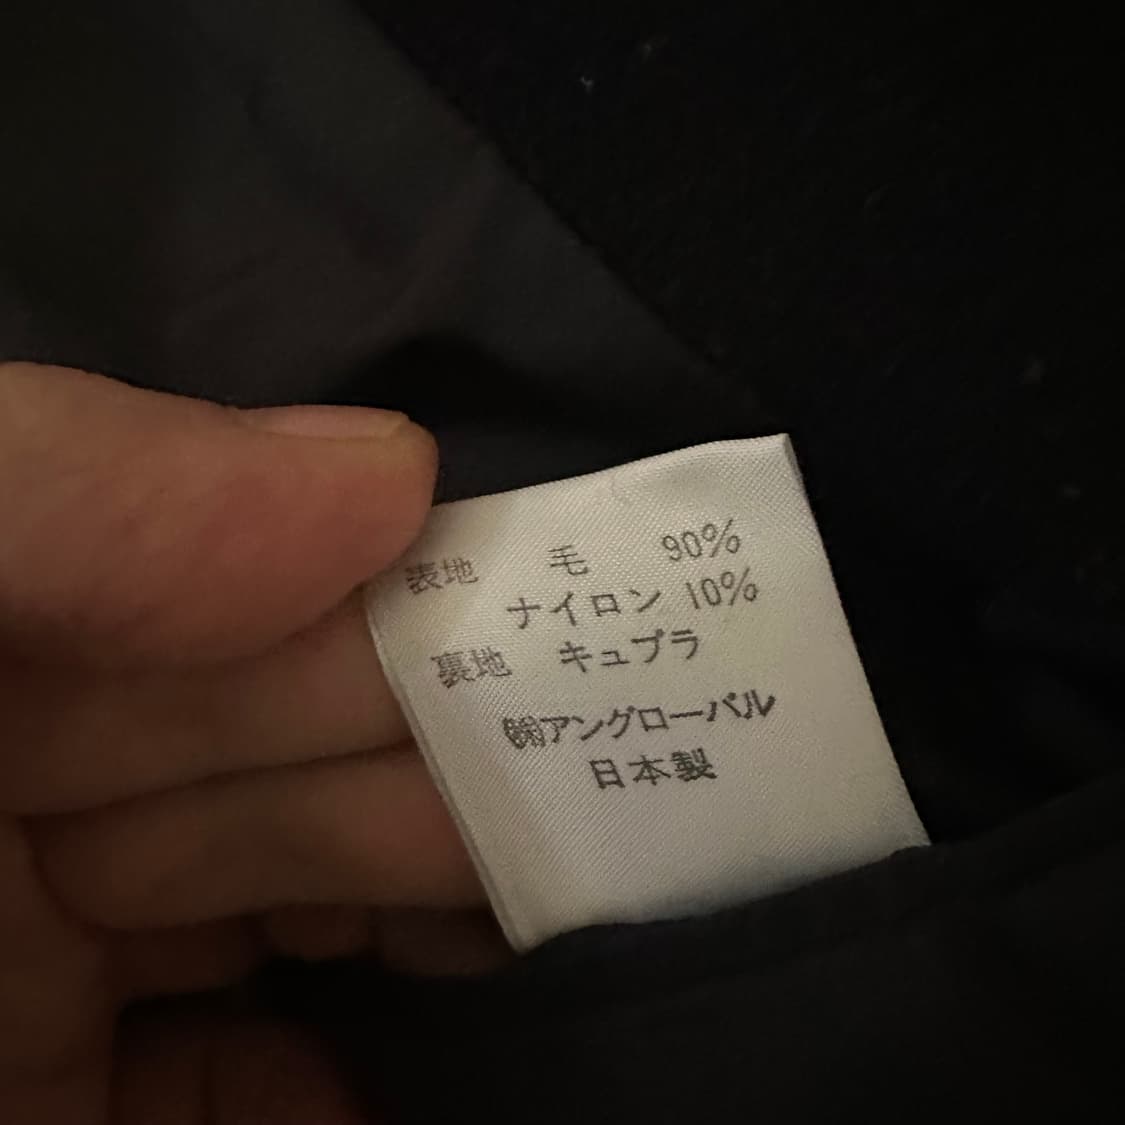 表地 毛 90%
ナイロン 10%
裏地 キュプラ
㈱アングローバル
日本製